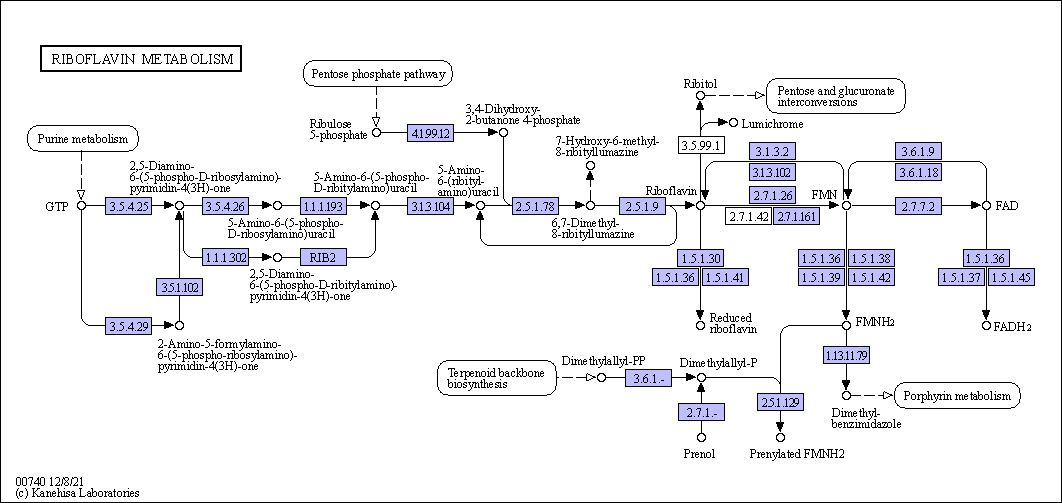 RIBOFLAVIN METABOLISM
Pentose phosphate pathway
Ribitol
Pentose and glucuronate
interconversions
Lumichrome
Ribulose
5-phosphate
4.1.99.12
3,4-Dihydroxy-
2-butanone 4-phosphate
7-Hydroxy-6-methyl-
8-ribityllumazine
3.5.99.1
Purine metabolism
2,5-Diamino-
6-(5-phospho-D-ribosylamino)-
pyrimidin-4(3H)-one
5-Amino-6-(5-phospho-
D-ribitylamino)uracil
5-Amino-
6-(ribityl-
amino)uracil
3.1.3.2
3.1.3.102
3.6.1.9
3.6.1.18
GTP
3.5.4.25
3.5.4.26
1.1.1.193
3.1.3.104
2.5.1.78
2.5.1.9
Riboflavin
2.7.1.26
2.7.1.42
2.7.1.161
FMN
2.7.7.2
FAD
5-Amino-6-(5-phospho-
D-ribosylamino)uracil
6,7-Dimethyl-
8-ribityllumazine
1.1.1.302
RIB2
2,5-Diamino-
6-(5-phospho-D-ribitylamino)-
pyrimidin-4(3H)-one
3.5.1.102
1.5.1.30
1.5.1.36
1.5.1.41
1.5.1.36
1.5.1.38
1.5.1.39
1.5.1.42
1.5.1.36
1.5.1.37
1.5.1.45
3.5.4.29
2-Amino-5-formylamino-
6-(5-phospho-ribosylamino)-
pyrimidin-4(3H)-one
Reduced
riboflavin
FMNH2
FADH2
1.13.11.79
Terpenoid backbone
biosynthesis
Dimethylallyl-PP
3.6.1.-
Dimethylallyl-P
2.7.1.-
Prenol
2.5.1.129
Prenylated FMNH2
Dimethyl-
benzimidazole
Porphyrin metabolism
00740 12/8/21
(c) Kanehisa Laboratories